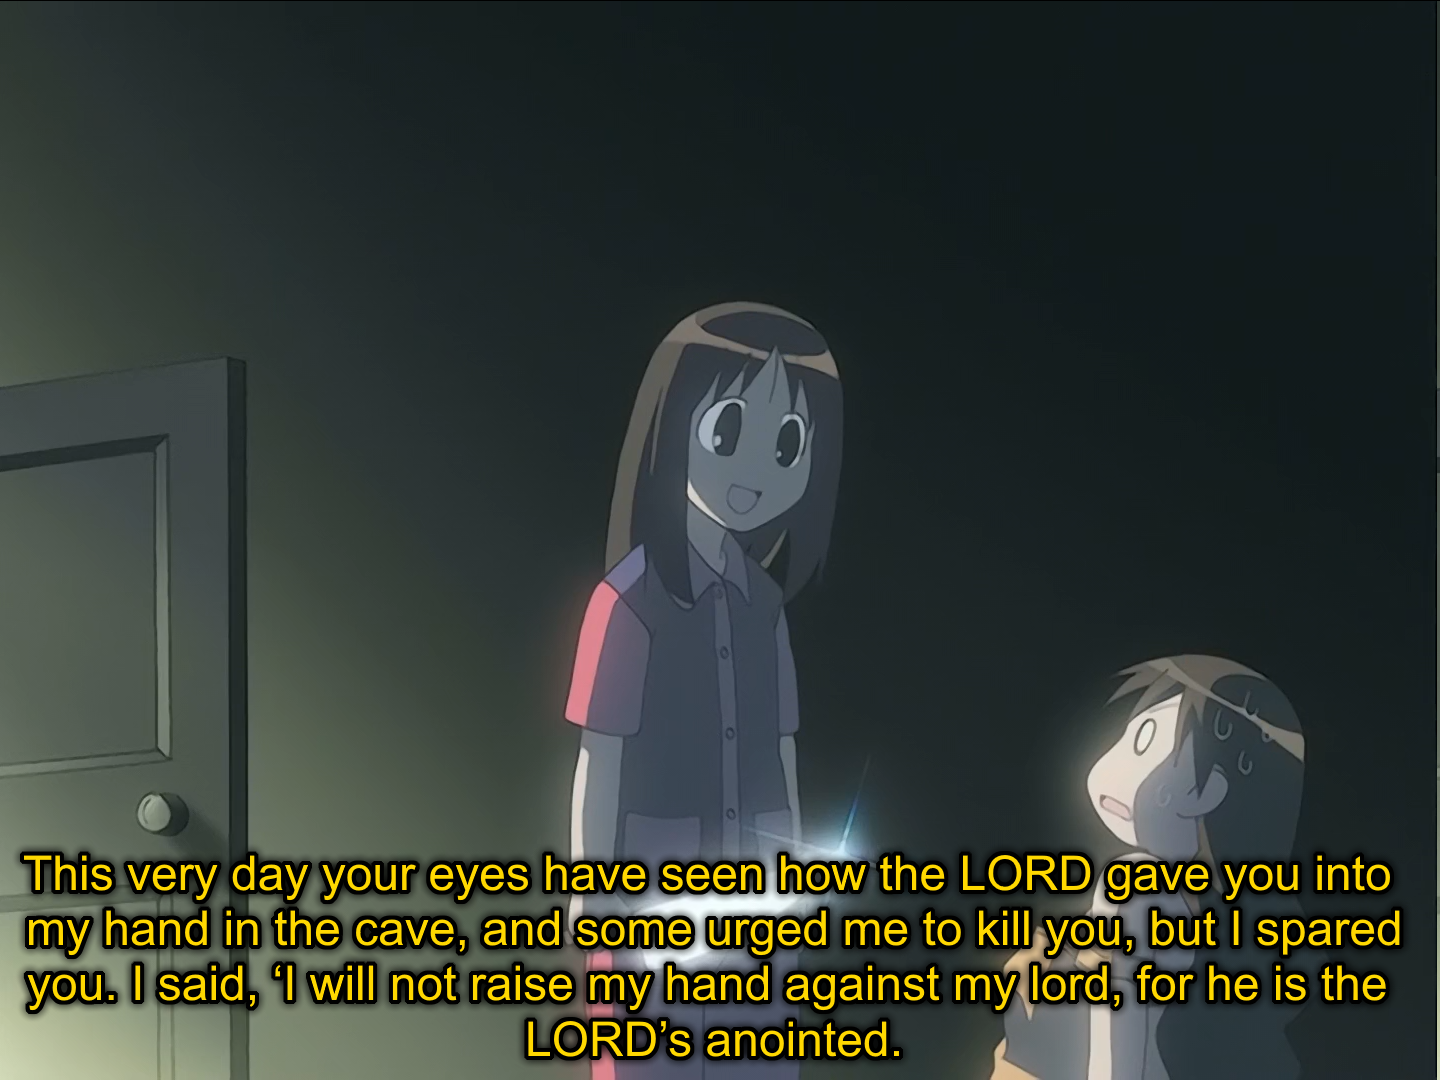 This very day your eyes have seen how the LORD gave you into
my hand in the cave, and some urged me to kill you, but I spared
you. I said, ‘I will not raise my hand against my lord, for he is the
LORD’s anointed.